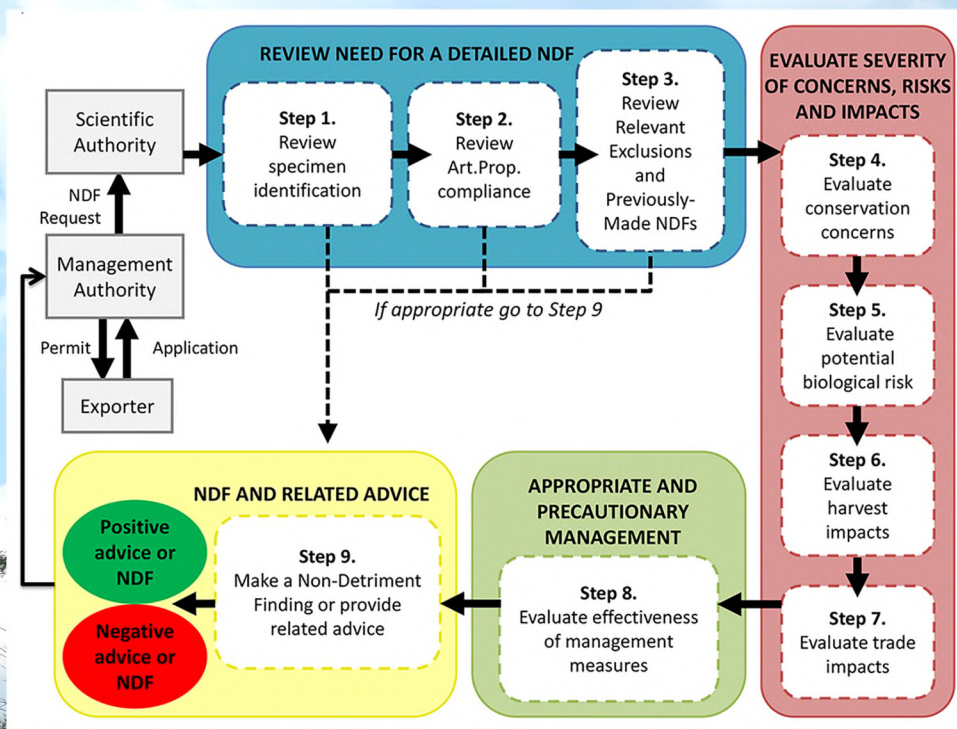 REVIEW NEED FOR A DETAILED NDF
Step 1.
Review
specimen
identification
Step 2.
Review
Art.Prop.
compliance
Step 3.
Review
Relevant
Exclusions
and
Previously-
Made NDFs
EVALUATE SEVERITY
OF CONCERNS, RISKS
AND IMPACTS
Step 4.
Evaluate
conservation
concerns
Step 5.
Evaluate
potential
biological risk
Step 6.
Evaluate
harvest
impacts
Step 7.
Evaluate trade
impacts
Scientific
Authority
NDF
Request
Management
Authority
Permit
Application
Exporter
If appropriate go to Step 9
APPROPRIATE AND
PRECAUTIONARY
MANAGEMENT
Step 8.
Evaluate effectiveness
of management
measures
NDF AND RELATED ADVICE
Step 9.
Make a Non-Detriment
Finding or provide
related advice
Positive
advice or
NDF
Negative
advice or
NDF